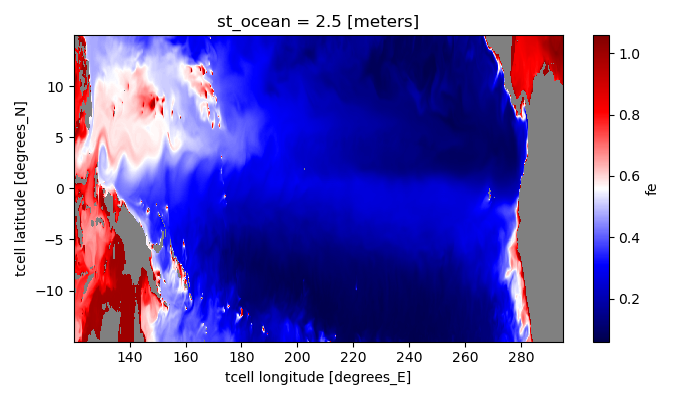 st_ocean = 2.5 [meters]
10
5
0
−5
−10
tcell latitude [degrees_N]
140 160 180 200 220 240 260 280
tcell longitude [degrees_E]
1.0
0.8
0.6
0.4
0.2
fe